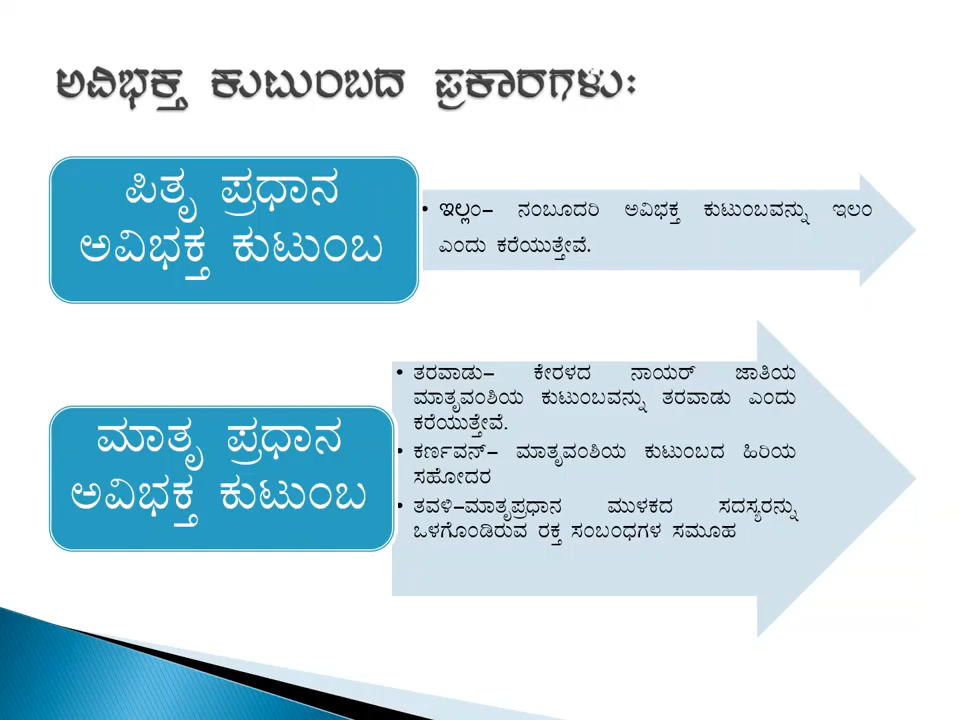 ಅವಿಭಕ್ತ ಕುಟುಂಬದ ಪ್ರಕಾರಗಳು:
ಪಿತೃ ಪ್ರಧಾನ
ಅವಿಭಕ್ತ ಕುಟುಂಬ
• ಇಲ್ಲಂ- ನಂಬೂದರಿ ಅವಿಭಕ್ತ ಕುಟುಂಬವನ್ನು ಇಲಂ
ಎಂದು ಕರೆಯುತ್ತೇವೆ.
ಮಾತೃ ಪ್ರಧಾನ
ಅವಿಭಕ್ತ ಕುಟುಂಬ
• ತರವಾಡು- ಕೇರಳದ ನಾಯರ್ ಜಾತಿಯ
ಮಾತೃವಂಶಿಯ ಕುಟುಂಬವನ್ನು ತರವಾಡು ಎಂದು
ಕರೆಯುತ್ತೇವೆ.
• ಕರ್ಣವನ್- ಮಾತೃವಂಶಿಯ ಕುಟುಂಬದ ಹಿರಿಯ
ಸಹೋದರ
• ತವಳಿ-ಮಾತೃಪ್ರಧಾನ ಮುಳಕದ ಸದಸ್ಯರನ್ನು
ಒಳಗೊಂಡಿರುವ ರಕ್ತ ಸಂಬಂಧಗಳ ಸಮೂಹ